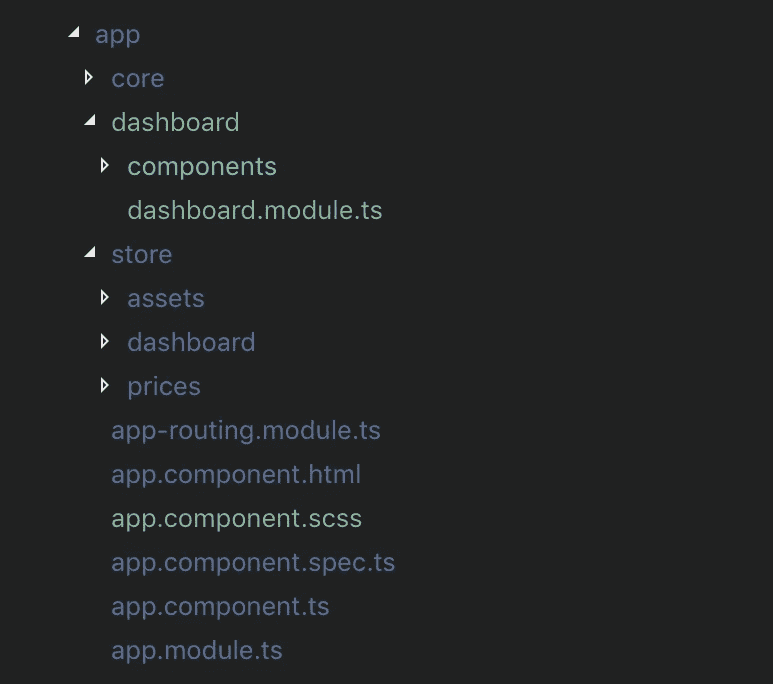 app
core
dashboard
components
dashboard.module.ts
store
assets
dashboard
prices
app-routing.module.ts
app.component.html
app.component.scss
app.component.spec.ts
app.component.ts
app.module.ts